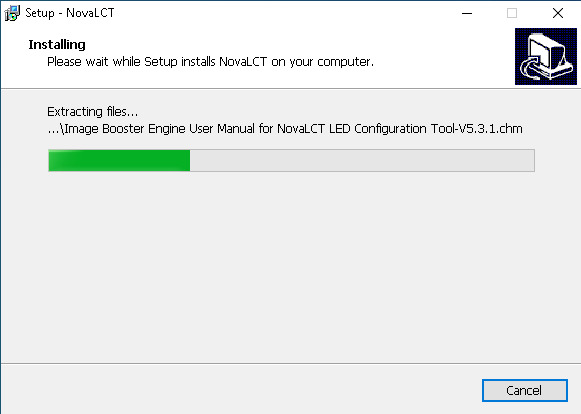 Setup - NovaLCT
Installing
Please wait while Setup installs NovaLCT on your computer.
Extracting files...
...\Image Booster Engine User Manual for NovaLCT LED Configuration Tool-V5.3.1.chm
Cancel